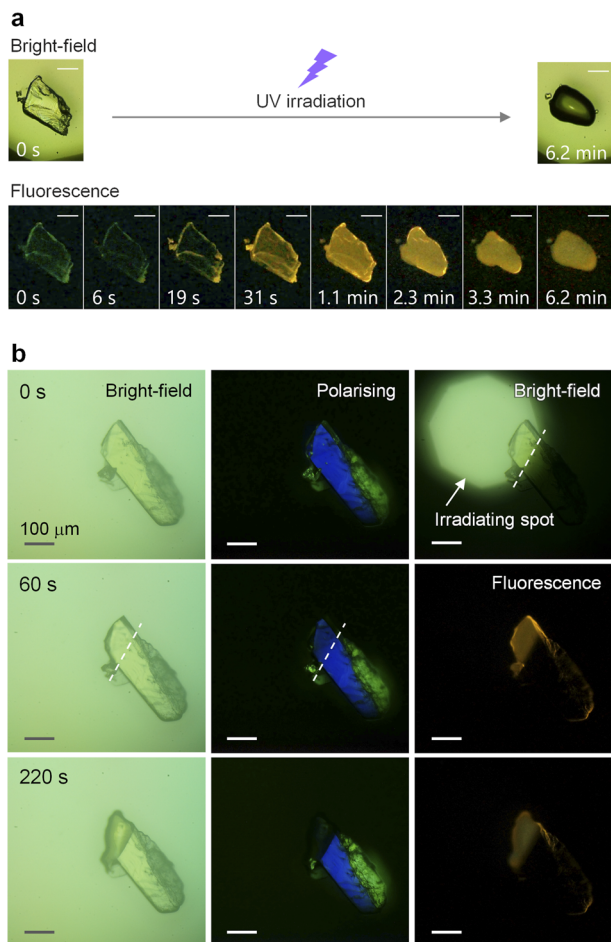 a
Bright-field
UV irradiation
0 s
6.2 min
Fluorescence
0 s
6 s
19 s
31 s
1.1 min
2.3 min
3.3 min
6.2 min
b
0 s
Bright-field
Polarising
Bright-field
Irradiating spot
100 μm
60 s
Fluorescence
220 s